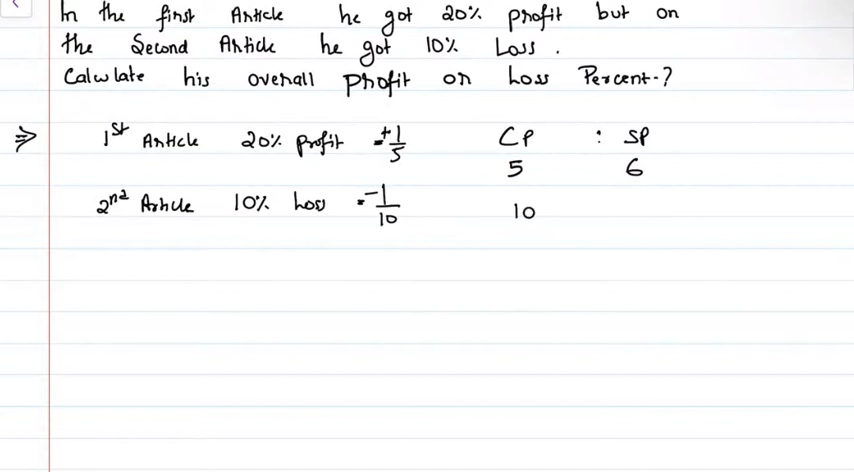 In the first Article he got 20% profit but on
the Second Article he got 10% Loss.
Calculate his overall profit or Loss Percent-?
⇒ 1st Article 20% profit = +1/5 CP : SP
5 6
2nd Article 10% Loss = -1/10 10